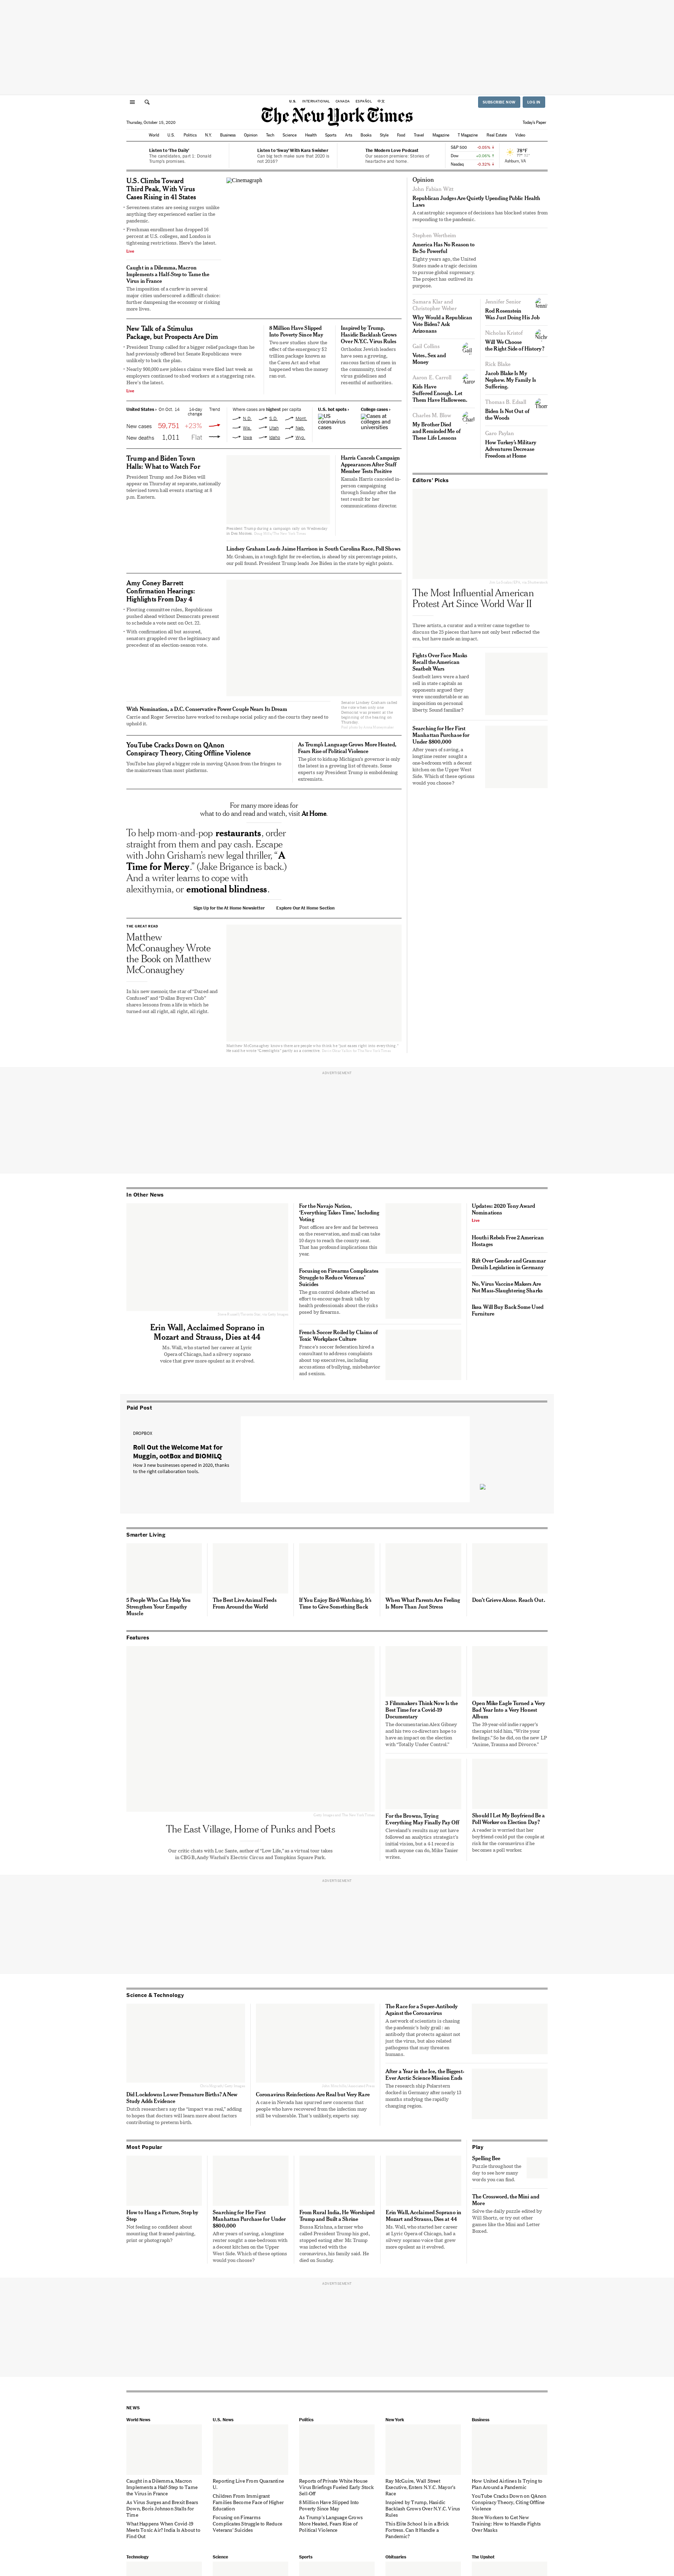 U.S. INTERNATIONAL CANADA ESPAÑOL 中文
SUBSCRIBE NOW
LOG IN
The New York Times
Thursday, October 15, 2020
Today's Paper
World U.S. Politics N.Y. Business Opinion Tech Science Health Sports Arts Books Style Food Travel Magazine T Magazine Real Estate Video
Listen to 'The Daily'
The candidates, part 2: Donald
Trump's promises.
Listen to 'Sway' With Kara Swisher
Can big tech make sure that 2020 is
not 2016?
The Modern Love Podcast
Our season premiere: Stories of
heartache and home.
S&P 500
Dow
Nasdaq
78°F
Ashburn, VA
U.S. Climbs Toward
Third Peak, With Virus
Cases Rising in 41 States
Seventeen states are seeing surges unlike
anything they experienced earlier in the
pandemic.
Freshman enrollment has dropped 16
percent at U.S. colleges, and London is
tightening restrictions. Here's the latest.
Live
Caught in a Dilemma, Macron
Implements a Half-Step to Tame the
Virus in France
The imposition of a curfew in several
major cities underscored a difficult choice:
further dampening the economy or risking
more lives.
Cinemagraph
New Talk of a Stimulus
Package, but Prospects Are Dim
President Trump called for a bigger relief package than he
had previously offered but Senate Republicans were
unlikely to back the plan.
Nearly 900,000 new jobless claims were filed last week as
employers continued to shed workers at a staggering rate.
Here's the latest.
Live
8 Million Have Slipped
Into Poverty Since May
Two new studies show the
effect of the emergency $2
trillion package known as
the Cares Act and what
happened when the money
ran out.
Inspired by Trump,
Hasidic Backlash Grows
Over N.Y.C. Virus Rules
Orthodox Jewish leaders
have seen a growing,
raucous faction of men in
the community, tired of
virus guidelines and
resentful of authorities.
United States › On Oct. 14
14-day
change
Trend
New cases 59,751 +23%
New deaths 1,011 Flat
Where cases are highest per capita
N.D. S.D. Mont.
Wis. Utah Neb.
Iowa Idaho Wyo.
U.S. hot spots ›
US
coronavirus
cases
College cases ›
Cases at
colleges and
universities
Trump and Biden Town
Halls: What to Watch For
President Trump and Joe Biden will
appear on Thursday at separate, nationally
televised town hall events starting at 8
p.m. Eastern.
President Trump during a campaign rally on Wednesday
in Des Moines.
Harris Cancels Campaign
Appearances After Staff
Member Tests Positive
Kamala Harris canceled in-
person campaigning
through Sunday after the
test result for her
communications director.
Lindsey Graham Leads Jaime Harrison in South Carolina Race, Poll Shows
Mr. Graham, in a tough fight for re-election, is ahead by six percentage points,
our poll found. President Trump leads Joe Biden in the state by eight points.
Amy Coney Barrett
Confirmation Hearings:
Highlights From Day 4
Flouting committee rules, Republicans
pushed ahead without Democrats present
to schedule a vote next on Oct. 22.
With confirmation all but assured,
senators grappled over the legitimacy and
precedent of an election season vote.
With Nomination, a D.C. Conservative Power Couple Nears Its Dream
Carrie and Roger Severino have worked to reshape social policy and the courts they need to
uphold it.
YouTube Cracks Down on QAnon
Conspiracy Theory, Citing Offline Violence
YouTube has played a bigger role in moving QAnon from the fringes to
the mainstream than most platforms.
As Trump's Language Grows More Heated,
Fears Rise of Political Violence
The plot to kidnap Michigan's governor is only
the latest in a growing list of threats. Some
experts say President Trump is emboldening
extremists.
For many more ideas for
what to do and read and watch, visit At Home.
To help mom-and-pop restaurants, order
straight from them and pay cash. Escape
with John Grisham's new legal thriller, "A
Time for Mercy." (Jake Brigance is back.)
And a writer learns to cope with
alexithymia, or emotional blindness.
Sign Up for the At Home Newsletter
Explore Our At Home Section
THE GREAT READ
Matthew
McConaughey Wrote
the Book on Matthew
McConaughey
In his new memoir, the star of "Dazed and
Confused" and "Dallas Buyers Club"
shares lessons from a life in which he
turned out all right, all right, all right.
Opinion
John Fabian Witt
Republican Judges Are Quietly Upending Public Health
Laws
A catastrophic sequence of decisions has blocked states from
responding to the pandemic.
Stephen Wertheim
America Has No Reason to
Be So Powerful
Eighty years ago, the United
States made a tragic decision
to pursue global supremacy.
The project has outlived its
purpose.
Samara Klar and
Christopher Weber
Why Would a Republican
Vote Biden? Ask
Arizonans
Gail Collins
Votes, Sex and
Money
Aaron E. Carroll
Kids Have
Suffered Enough. Let
Them Have Halloween.
Charles M. Blow
My Brother Died
and Reminded Me of
These Life Lessons
Jennifer Senior
Rod Rosenstein
Was Just Doing His Job
Nicholas Kristof
Will We Choose
the Right Side of History?
Rick Bloke
Jacob Blake Is My
Nephew. My Family Is
Suffering.
Thomas B. Edsall
Biden Is Not Out of
the Woods
Garo Paylan
How Turkey's Military
Adventures Decrease
Freedom at Home
Editors' Picks
The Most Influential American
Protest Art Since World War II
Three artists, a curator and a writer came together to
discuss the 25 pieces that have not only best reflected the
era, but have made an impact.
Fights Over Face Masks
Recall the American
Seatbelt Wars
Seatbelt laws were a hard
sell in state capitals as
opponents argued they
were uncomfortable or an
imposition on personal
liberty. Sound familiar?
Searching for Her First
Manhattan Purchase for
Under $800,000
After years of saving, a
longtime renter sought a
one-bedroom with a decent
kitchen on the Upper West
Side. Which of these options
would you choose?
ADVERTISEMENT
In Other News
Erin Wall, Acclaimed Soprano in
Mozart and Strauss, Dies at 44
Ms. Wall, who started her career at Lyric
Opera of Chicago, had a silvery soprano
voice that grew more opulent as it evolved.
For the Navajo Nation,
'Everything Takes Time,' Including
Voting
Post offices are few and far between
on the reservation, and mail can take
10 days to reach the county seat.
That has profound implications this
year.
Focusing on Firearms Complicates
Struggle to Reduce Veterans'
Suicides
The gun control debate affected an
effort to encourage frank talk by
health professionals about the risks
posed by firearms.
French Soccer Roiled by Claims of
Toxic Workplace Culture
France's soccer federation hired a
consultant to address complaints
about top executives, including
accusations of bullying, misbehavior
and sexism.
Updates: 2020 Tony Award
Nominations
Live
Houthi Rebels Free 2 American
Hostages
Rift Over Gender and Grammar
Derails Legislation in Germany
No, Virus Vaccine Makers Are
Not Mass-Slaughtering Sharks
Ikea Will Buy Back Some Used
Furniture
Paid Post
DROPBOX
Roll Out the Welcome Mat for
Muggin, ootBox and BIOMILQ
How 3 new businesses opened in 2020, thanks
to the right collaboration tools.
Smarter Living
5 People Who Can Help You
Strengthen Your Empathy
Muscle
The Best Live Animal Feeds
From Around the World
If You Enjoy Bird-Watching, It's
Time to Give Something Back
When What Parents Are Feeling
Is More Than Just Stress
Don't Grieve Alone. Reach Out.
Features
The East Village, Home of Punks and Poets
Our critic chats with Luc Sante, author of "Low Life," as a virtual tour takes
in CBGB, Andy Warhol's Electric Circus and Tompkins Square Park.
3 Filmmakers Think Now Is the
Best Time for a Covid-19
Documentary
The documentarian Alex Gibney
and his two co-directors hope to
have an impact on the election
with "Totally Under Control."
Open Mike Eagle Turned a Very
Bad Year Into a Very Honest
Album
The 39-year-old indie-rapper's
therapist told him, "Write your
feelings." So he did, on the new LP
"Anime, Trauma and Divorce."
For the Browns, Trying
Everything May Finally Pay Off
Cleveland's results may not have
followed an analytics strategist's
initial vision, but a 4-1 record is
math anyone can do, Mike Tanier
writes.
Should I Let My Boyfriend Be a
Poll Worker on Election Day?
A reader is worried that her
boyfriend could put the couple at
risk for the coronavirus if he
becomes a poll worker.
ADVERTISEMENT
Science & Technology
Did Lockdowns Lower Premature Births? A New
Study Adds Evidence
Dutch researchers say the "impact was real," adding
to hopes that doctors will learn more about factors
contributing to preterm birth.
Coronavirus Reinfections Are Real but Very Rare
A case in Nevada has spurred new concerns that
people who have recovered from the infection may
still be vulnerable. That's unlikely, experts say.
The Race for a Super-Antibody
Against the Coronavirus
A network of scientists is chasing
the pandemic's holy grail: an
antibody that protects against not
just the virus, but also related
pathogens that may threaten
humans.
After a Year in the Ice, the Biggest-
Ever Arctic Science Mission Ends
The research ship Polarstern
docked in Germany after nearly 13
months studying the rapidly
changing region.
Most Popular
How to Hang a Picture, Step by
Step
Not feeling so confident about
mounting that framed painting,
print or photograph?
Searching for Her First
Manhattan Purchase for Under
$800,000
After years of saving, a longtime
renter sought a one-bedroom with
a decent kitchen on the Upper
West Side. Which of these options
would you choose?
From Rural India, He Worshiped
Trump and Built a Shrine
Bussa Krishna, a farmer who
called President Trump his god,
stopped eating after Mr. Trump
was infected with the
coronavirus, his family said. He
died on Sunday.
Erin Wall, Acclaimed Soprano in
Mozart and Strauss, Dies at 44
Ms. Wall, who started her career
at Lyric Opera of Chicago, had a
silvery soprano voice that grew
more opulent as it evolved.
Play
Spelling Bee
Puzzle throughout the
day to see how many
words you can find.
The Crossword, the Mini and
More
Solve the daily puzzle edited by
Will Shortz, or try out other
games like the Mini and Letter
Boxed.
ADVERTISEMENT
NEWS
World News
Caught in a Dilemma, Macron
Implements a Half-Step to Tame
the Virus in France
As Virus Surges and Brexit Bears
Down, Boris Johnson Stalls for
Time
What Happens When Covid-19
Meets Toxic Air? India Is About to
Find Out
U.S. News
Reporting Live From Quarantine
U.
Children From Immigrant
Families Become Face of Higher
Education
Focusing on Firearms
Complicates Struggle to Reduce
Veterans' Suicides
Politics
Reports of Private White House
Virus Briefings Fueled Early Stock
Sell-Off
8 Million Have Slipped Into
Poverty Since May
As Trump's Language Grows
More Heated, Fears Rise of
Political Violence
New York
Ray McGuire, Wall Street
Executive, Enters N.Y.C. Mayor's
Race
Inspired by Trump, Hasidic
Backlash Grows Over N.Y.C. Virus
Rules
This Elite School Is in a Brick
Fortress. Can It Handle a
Pandemic?
Business
How United Airlines Is Trying to
Plan Around a Pandemic
YouTube Cracks Down on QAnon
Conspiracy Theory, Citing Offline
Violence
Store Workers to Get New
Training: How to Handle Fights
Over Masks
Technology
Science
Sports
Obituaries
The Upshot